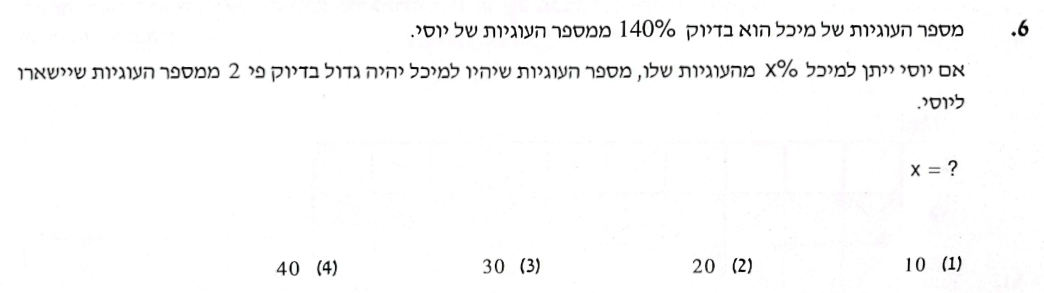 6. מספר העוגיות של מיכל הוא בדיוק 140% ממספר העוגיות של יוסי.
אם יוסי ייתן למיכל x% מהעוגיות שלו, מספר העוגיות שיהיו למיכל יהיה גדול בדיוק פי 2 ממספר העוגיות שיישארו
ליוסי.
x = ?
(1) 10 (2) 20 (3) 30 (4) 40